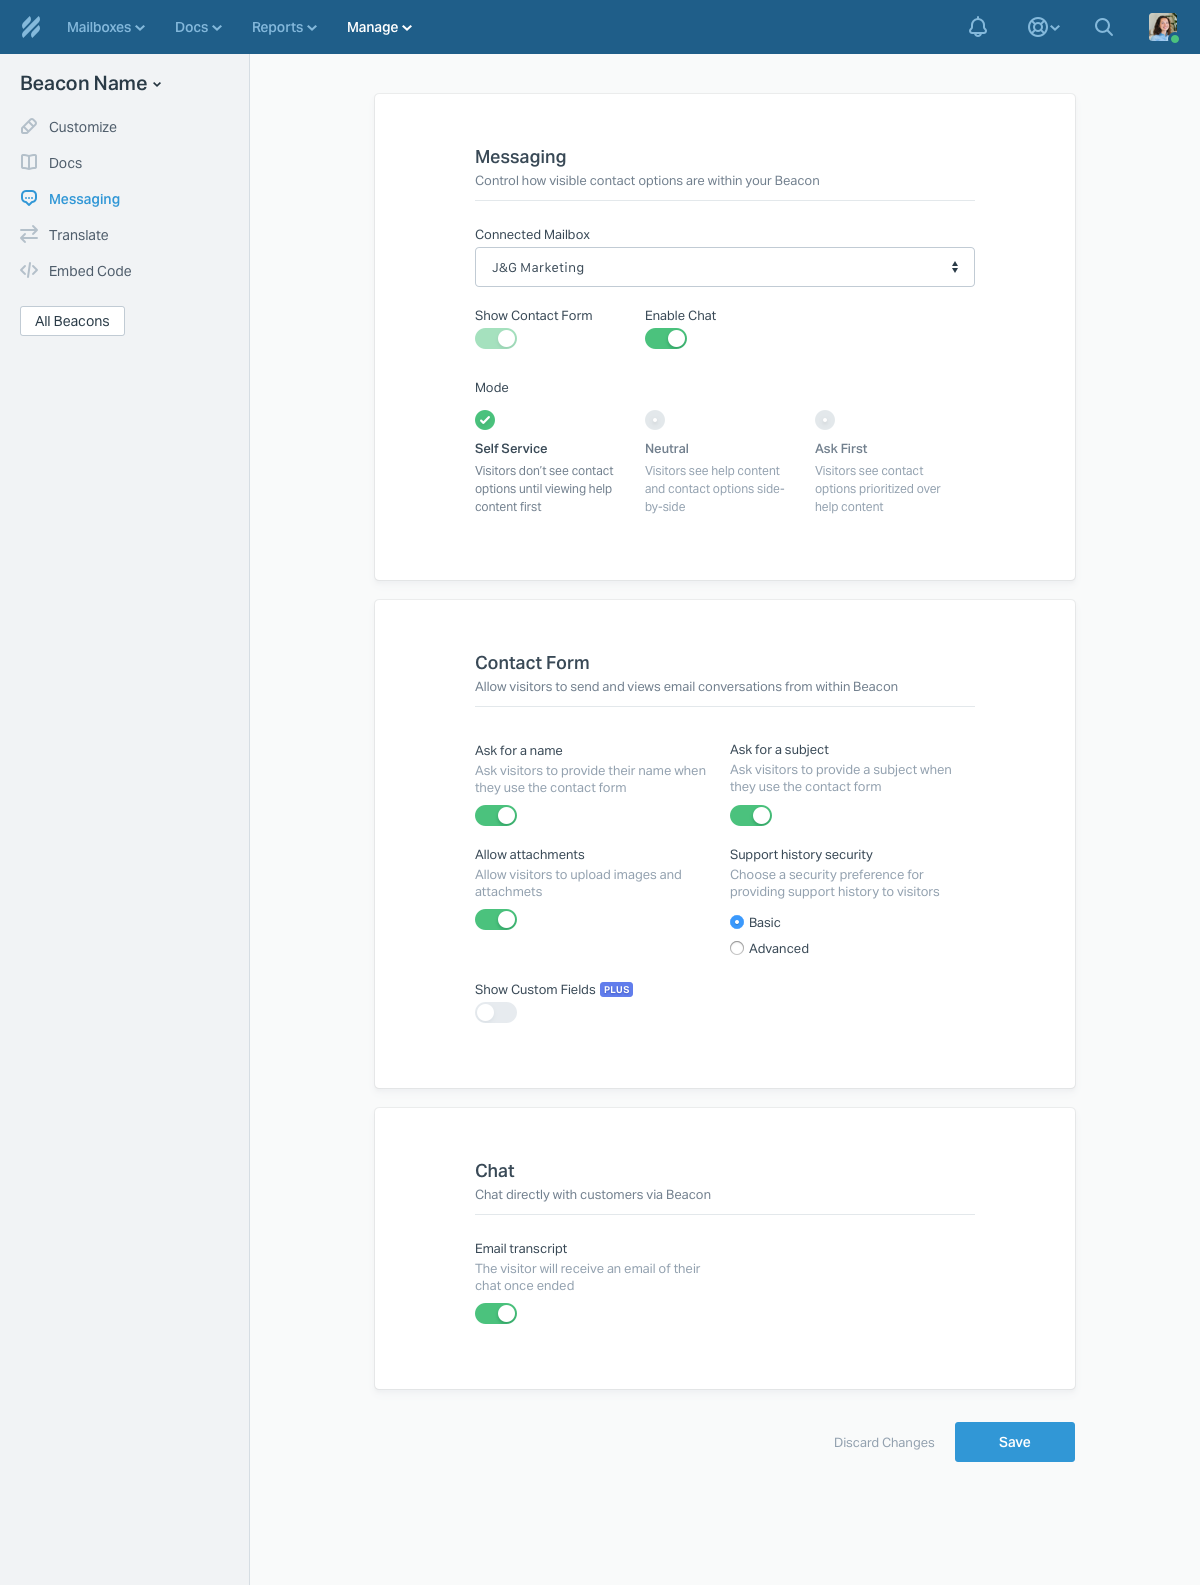 Mailboxes Docs Reports Manage
Beacon Name
Customize
Docs
Messaging
Translate
Embed Code
All Beacons
Messaging
Control how visible contact options are within your Beacon
Connected Mailbox
J&G Marketing
Show Contact Form
Enable Chat
Mode
Self Service
Visitors don't see contact
options until viewing help
content first
Neutral
Visitors see help content
and contact options side-
by-side
Ask First
Visitors see contact
options prioritized over
help content
Contact Form
Allow visitors to send and views email conversations from within Beacon
Ask for a name
Ask visitors to provide their name when
they use the contact form
Ask for a subject
Ask visitors to provide a subject when
they use the contact form
Allow attachments
Allow visitors to upload images and
attachmets
Support history security
Choose a security preference for
providing support history to visitors
Basic
Advanced
Show Custom Fields PLUS
Chat
Chat directly with customers via Beacon
Email transcript
The visitor will receive an email of their
chat once ended
Discard Changes
Save